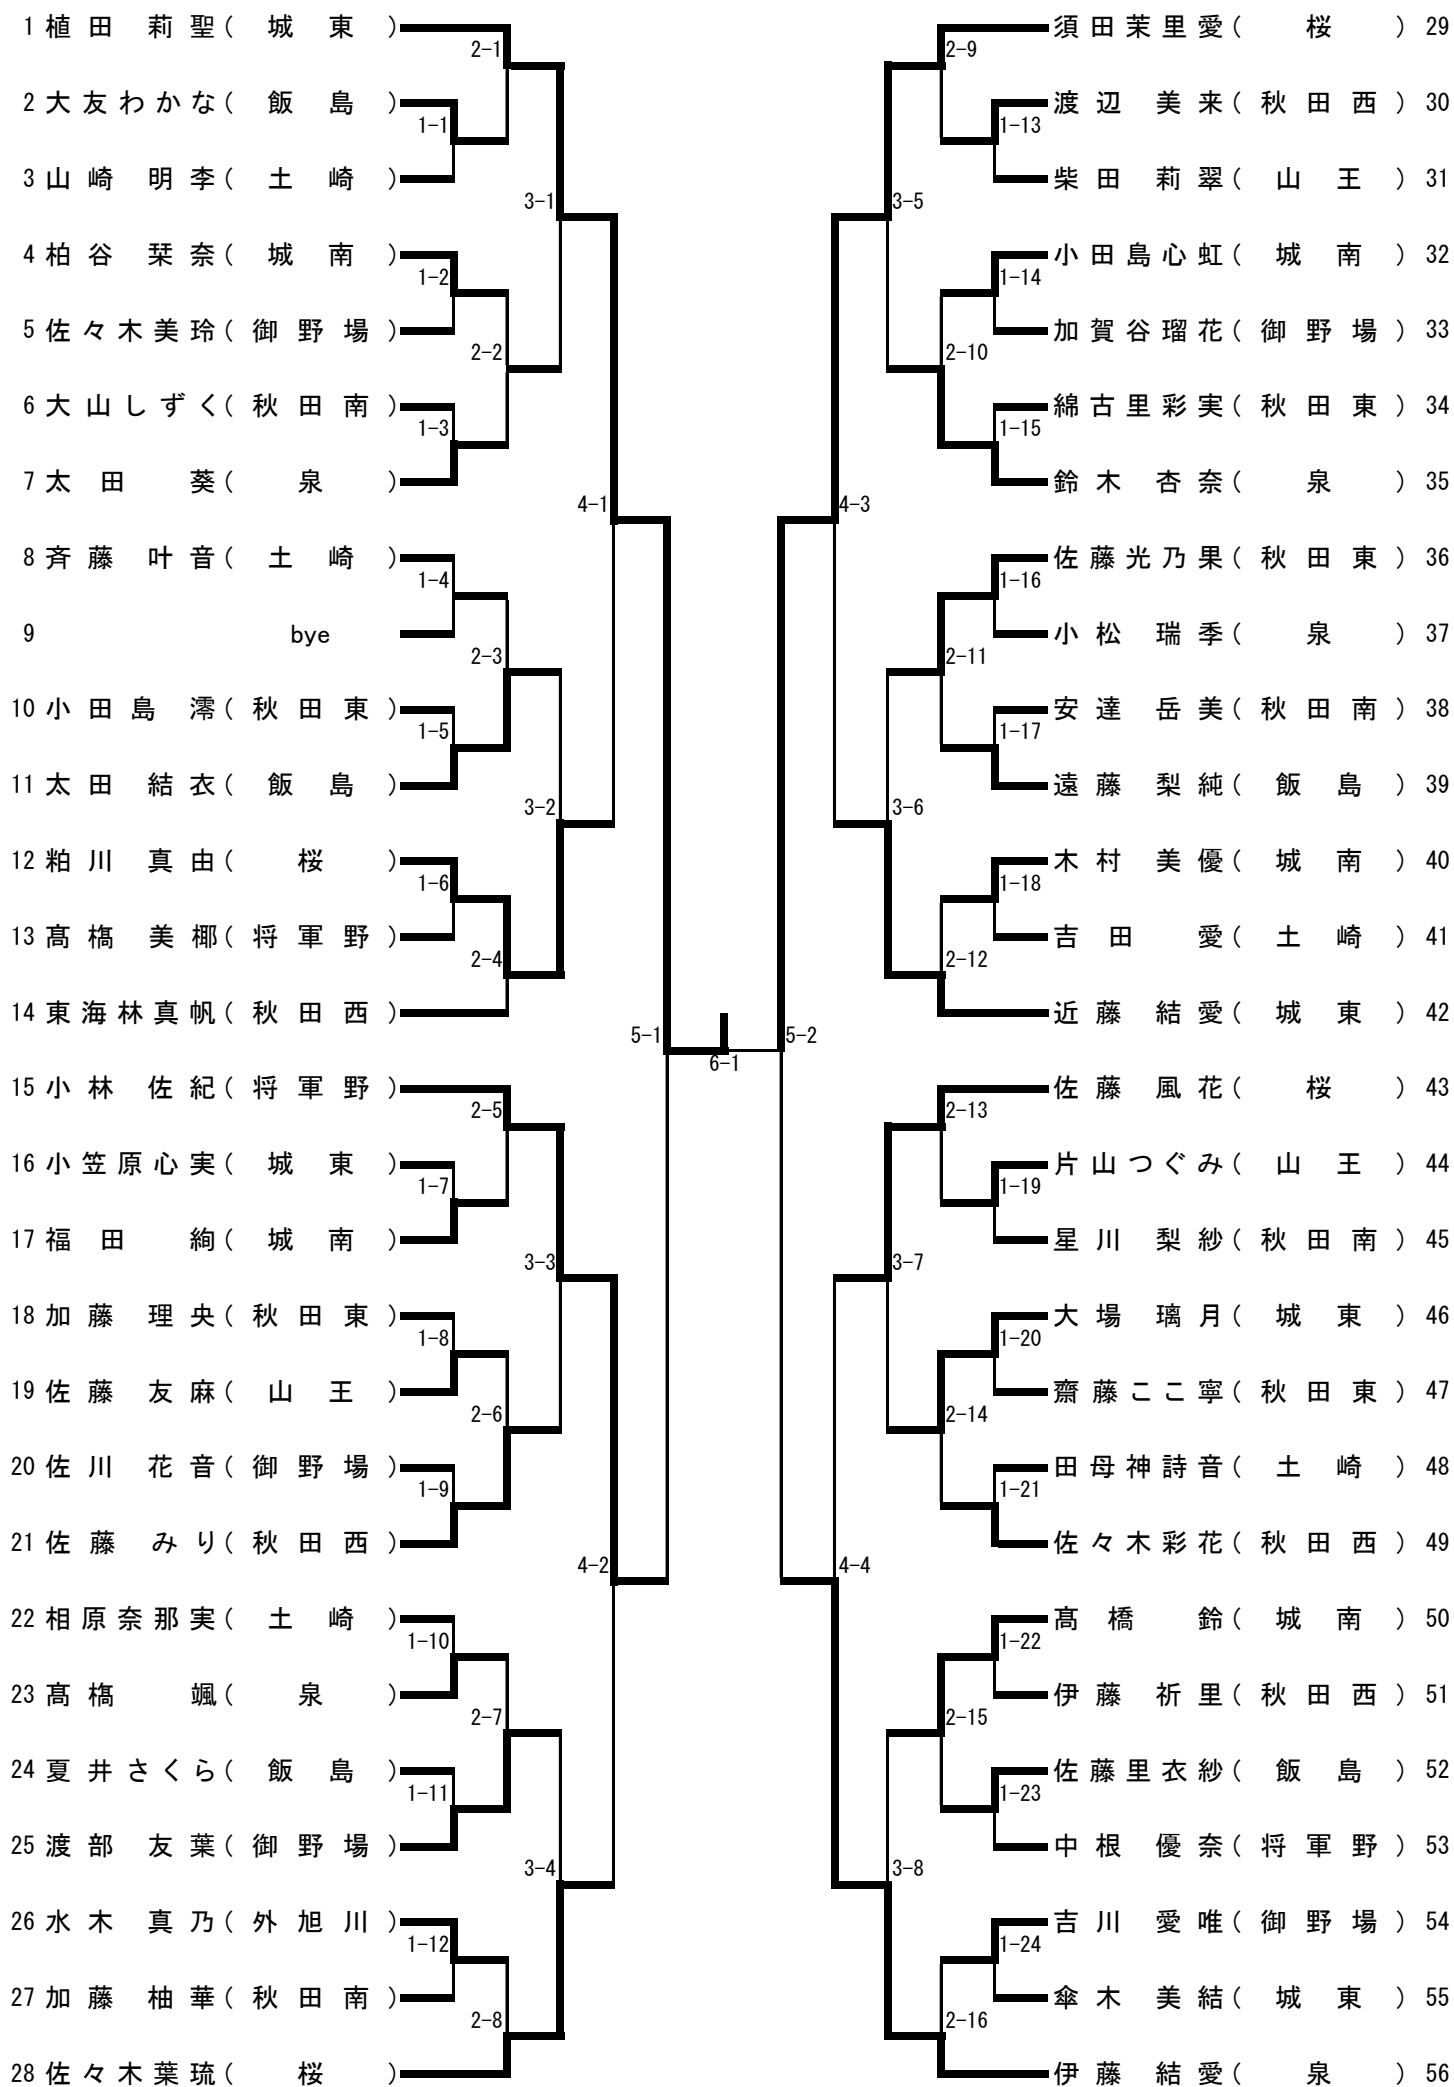 1 植田 莉聖( 城 東 )
2 大友わかな( 飯 島 )
3 山崎 明李( 土 崎 )
4 柏谷 栞奈( 城 南 )
5 佐々木美玲( 御野場 )
6 大山しずく( 秋田南 )
7 太田 葵( 泉 )
8 斉藤 叶音( 土 崎 )
9 bye
10 小田島 澪( 秋田東 )
11 太田 結衣( 飯 島 )
12 粕川 真由( 桜 )
13 髙橋 美椰( 将軍野 )
14 東海林真帆( 秋田西 )
15 小林 佐紀( 将軍野 )
16 小笠原心実( 城 東 )
17 福田 絢( 城 南 )
18 加藤 理央( 秋田東 )
19 佐藤 友麻( 山 王 )
20 佐川 花音( 御野場 )
21 佐藤 みり( 秋田西 )
22 相原奈那実( 土 崎 )
23 髙橋 颯( 泉 )
24 夏井さくら( 飯 島 )
25 渡部 友葉( 御野場 )
26 水木 真乃( 外旭川 )
27 加藤 柚華( 秋田南 )
28 佐々木葉琉( 桜 )
1-1
1-2
1-3
1-4
1-5
1-6
1-7
1-8
1-9
1-10
1-11
1-12
2-1
2-2
2-3
2-4
2-5
2-6
2-7
2-8
3-1
3-2
3-3
3-4
4-1
4-2
5-1
6-1
5-2
4-3
4-4
3-5
3-6
3-7
3-8
2-9
2-10
2-11
2-12
2-13
2-14
2-15
2-16
1-13
1-14
1-15
1-16
1-17
1-18
1-19
1-20
1-21
1-22
1-23
1-24
須田茉里愛( 桜 ) 29
渡辺 美来( 秋田西 ) 30
柴田 莉翠( 山 王 ) 31
小田島心虹( 城 南 ) 32
加賀谷瑠花( 御野場 ) 33
綿古里彩実( 秋田東 ) 34
鈴木 杏奈( 泉 ) 35
佐藤光乃果( 秋田東 ) 36
小松 瑞季( 泉 ) 37
安達 岳美( 秋田南 ) 38
遠藤 梨純( 飯 島 ) 39
木村 美優( 城 南 ) 40
吉田 愛( 土 崎 ) 41
近藤 結愛( 城 東 ) 42
佐藤 風花( 桜 ) 43
片山つぐみ( 山 王 ) 44
星川 梨紗( 秋田南 ) 45
大場 璃月( 城 東 ) 46
齋藤ここ寧( 秋田東 ) 47
田母神詩音( 土 崎 ) 48
佐々木彩花( 秋田西 ) 49
髙橋 鈴( 城 南 ) 50
伊藤 祈里( 秋田西 ) 51
佐藤里衣紗( 飯 島 ) 52
中根 優奈( 将軍野 ) 53
吉川 愛唯( 御野場 ) 54
傘木 美結( 城 東 ) 55
伊藤 結愛( 泉 ) 56